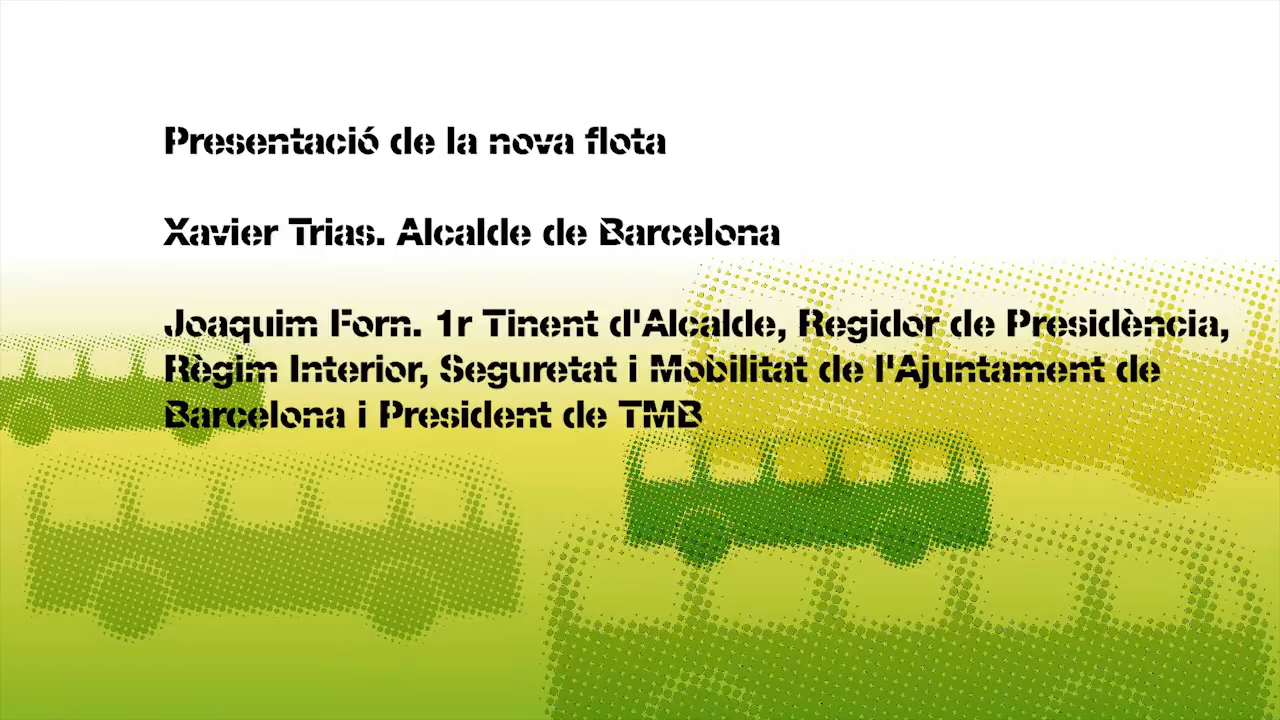 Presentació de la nova flota
Xavier Trias. Alcalde de Barcelona
Joaquim Forn. 1r Tinent d'Alcalde, Regidor de Presidència,
Règim Interior, Seguretat i Mobilitat de l'Ajuntament de
Barcelona i President de TMB